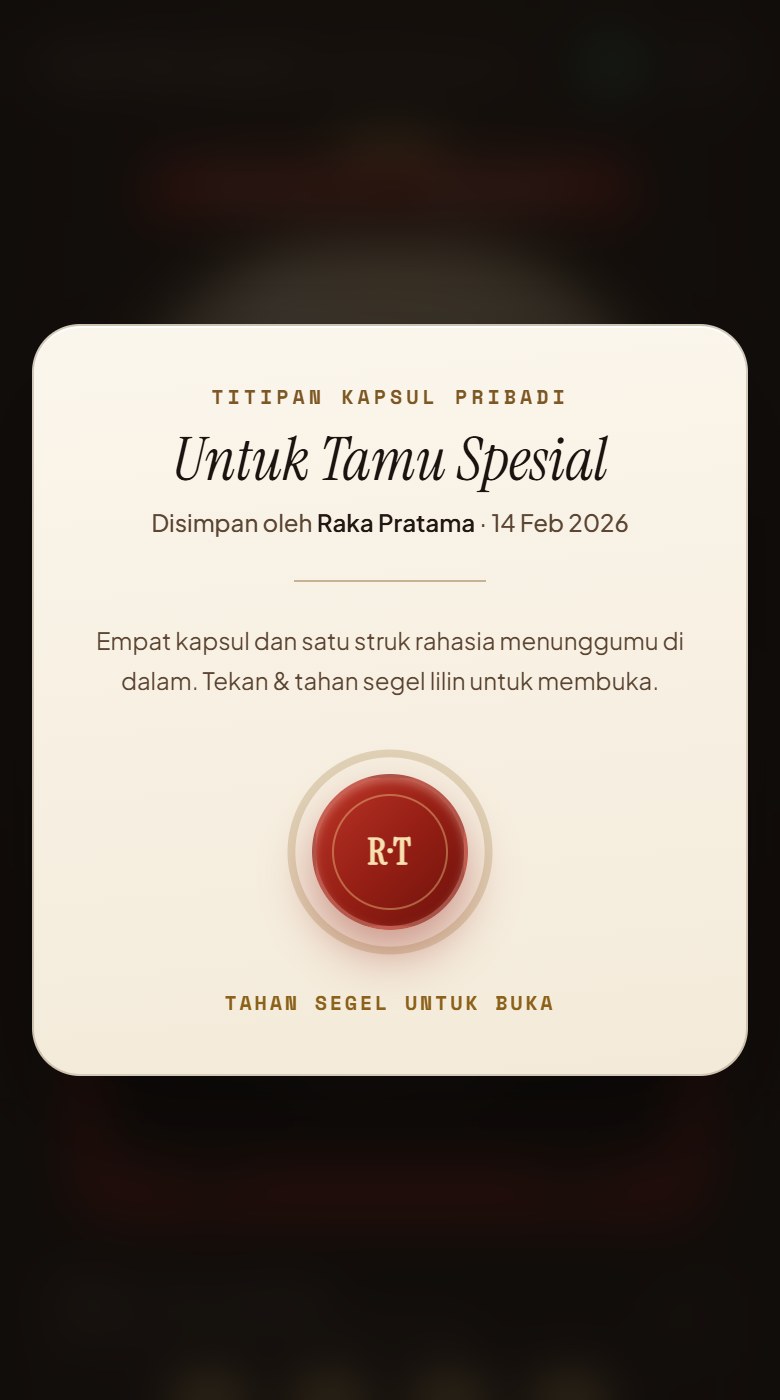 TITIPAN KAPSUL PRIBADI
Untuk Tamu Spesial
Disimpan oleh Raka Pratama · 14 Feb 2026
Empat kapsul dan satu struk rahasia menunggumu di
dalam. Tekan & tahan segel lilin untuk membuka.
R·T
TAHAN SEGEL UNTUK BUKA